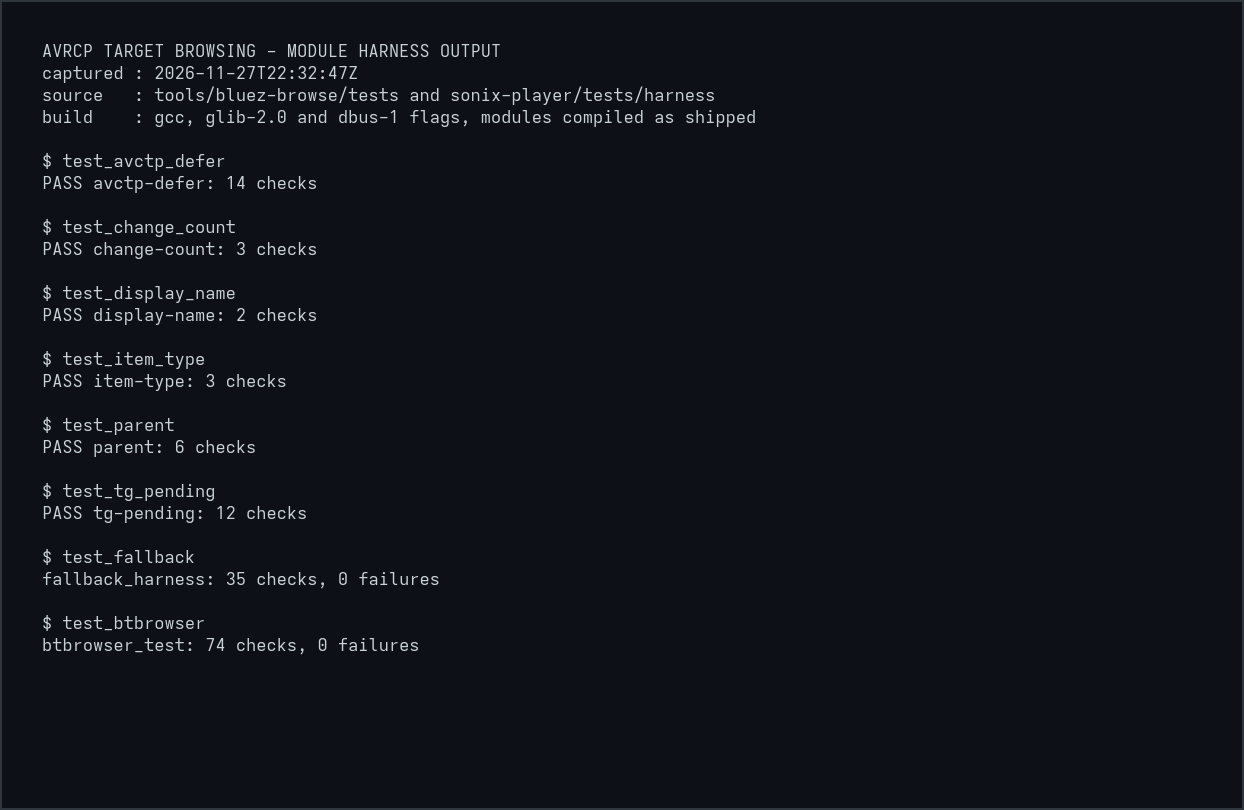 AVRCP TARGET BROWSING - MODULE HARNESS OUTPUT
captured : 2026-11-27T22:32:47Z
source   : tools/bluez-browse/tests and sonix-player/tests/harness
build    : gcc, glib-2.0 and dbus-1 flags, modules compiled as shipped
$ test_avctp_defer
PASS avctp-defer: 14 checks
$ test_change_count
PASS change-count: 3 checks
$ test_display_name
PASS display-name: 2 checks
$ test_item_type
PASS item-type: 3 checks
$ test_parent
PASS parent: 6 checks
$ test_tg_pending
PASS tg-pending: 12 checks
$ test_fallback
fallback_harness: 35 checks, 0 failures
$ test_btbrowser
btbrowser_test: 74 checks, 0 failures